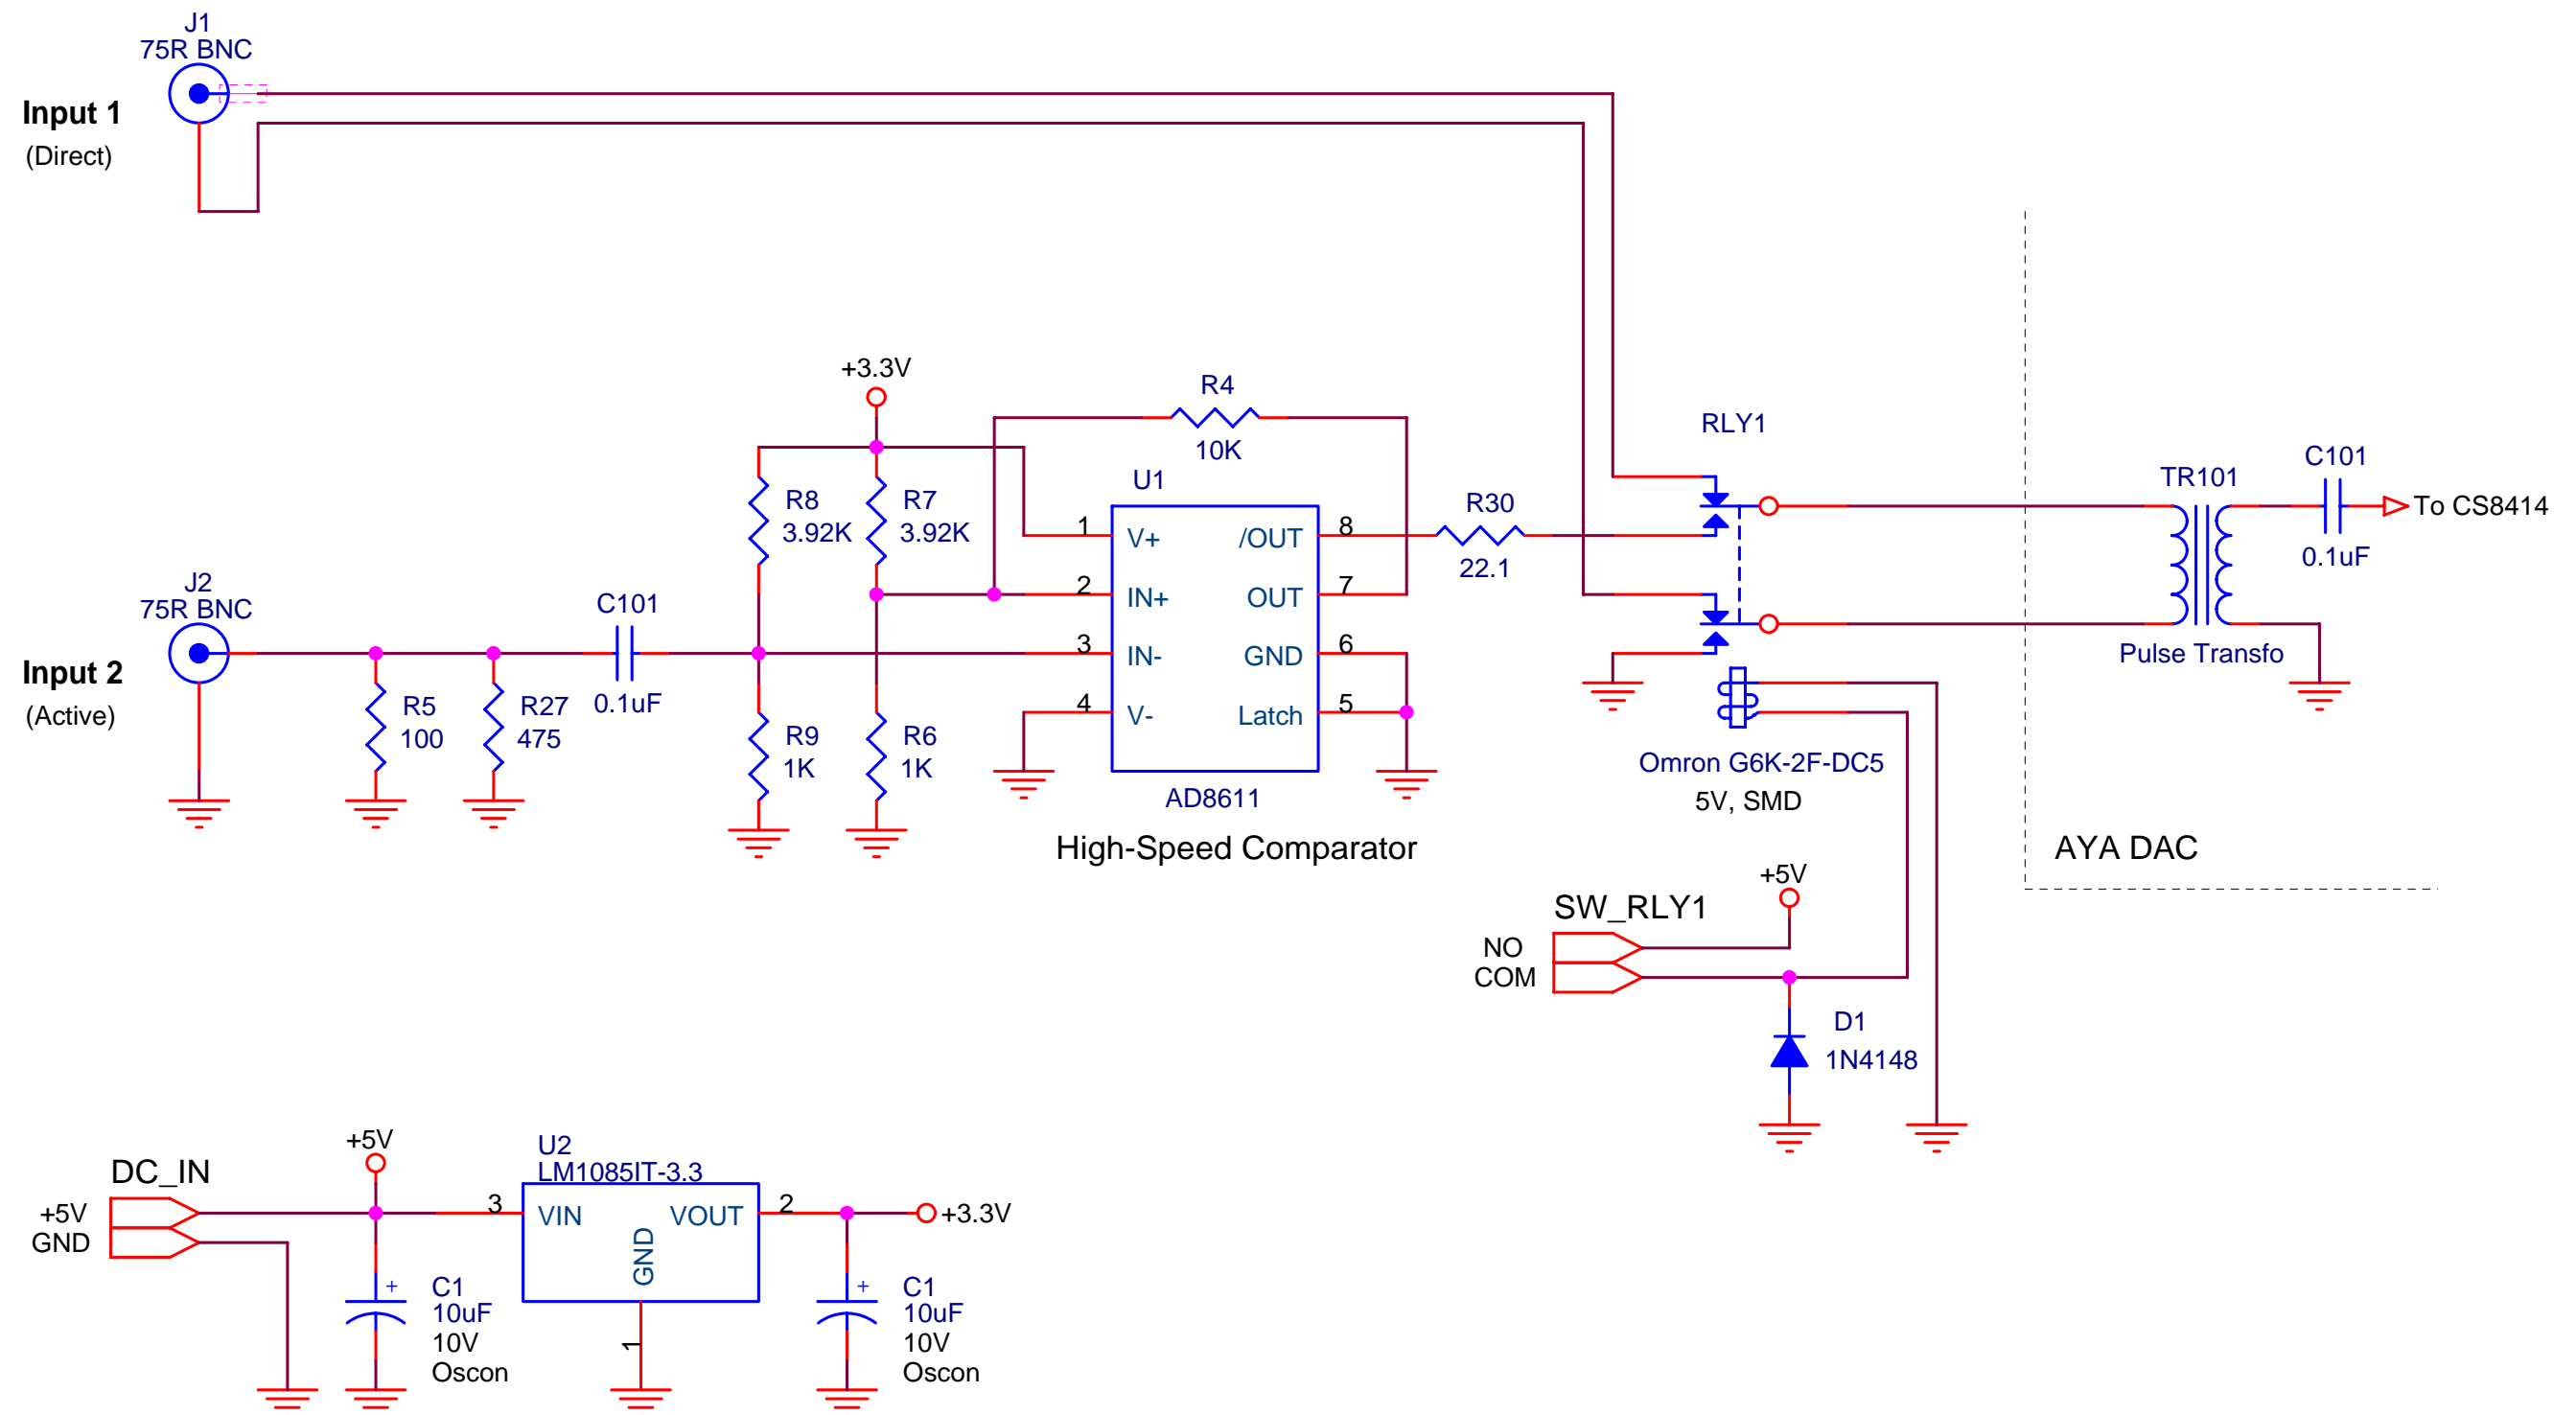 J1
75R BNC
Input 1
(Direct)
+3.3V
R4
10K
RLY1
U1
R8
3.92K
R7
3.92K
R30
22.1
TR101
C101
0.1uF
To CS8414
1
V+
/OUT
8
2
IN+
OUT
7
3
IN-
GND
6
4
V-
Latch
5
J2
75R BNC
Input 2
(Active)
C101
0.1uF
R5
100
R27
475
R9
1K
R6
1K
Pulse Transfo
AD8611
High-Speed Comparator
Omron G6K-2F-DC5
5V, SMD
AYA DAC
+5V
SW_RLY1
NO
COM
D1
1N4148
DC_IN
+5V
GND
+5V
U2
LM1085IT-3.3
3
VIN
VOUT
2
GND
1
+3.3V
C1
10uF
10V
Oscon
C1
10uF
10V
Oscon